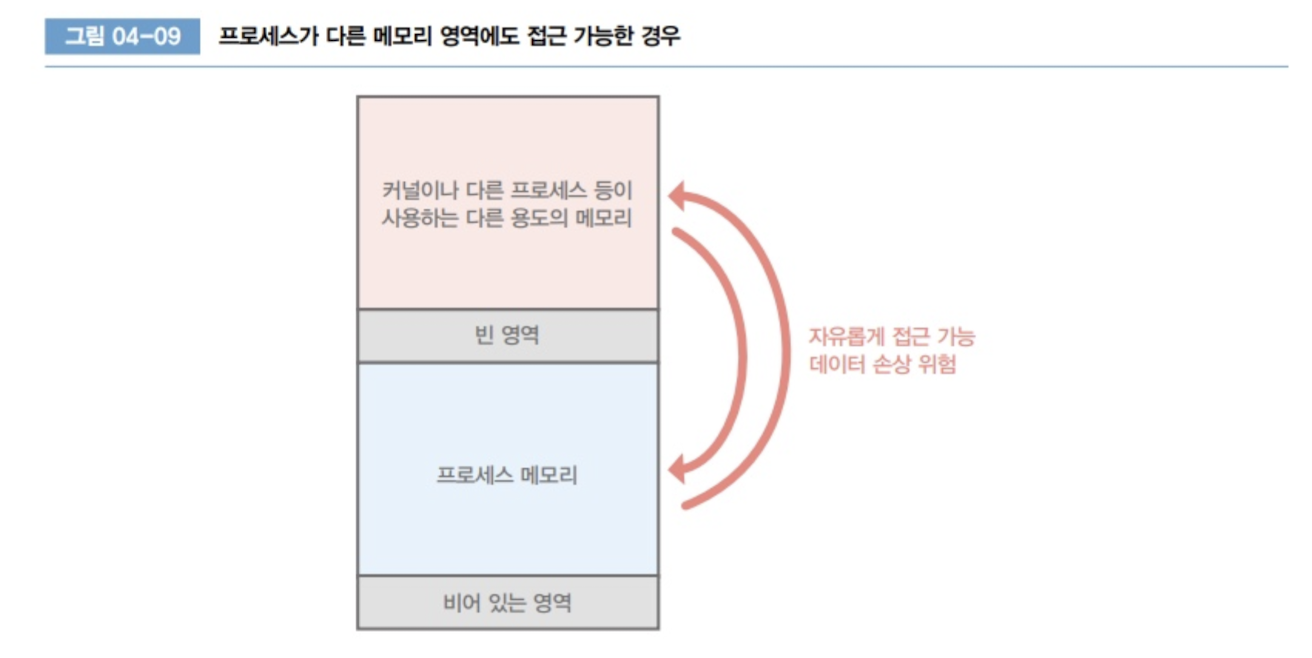 그림 04-09 프로세스가 다른 메모리 영역에도 접근 가능한 경우
커널이나 다른 프로세스 등이
사용하는 다른 용도의 메모리
빈 영역
자유롭게 접근 가능
데이터 손상 위험
프로세스 메모리
비어 있는 영역